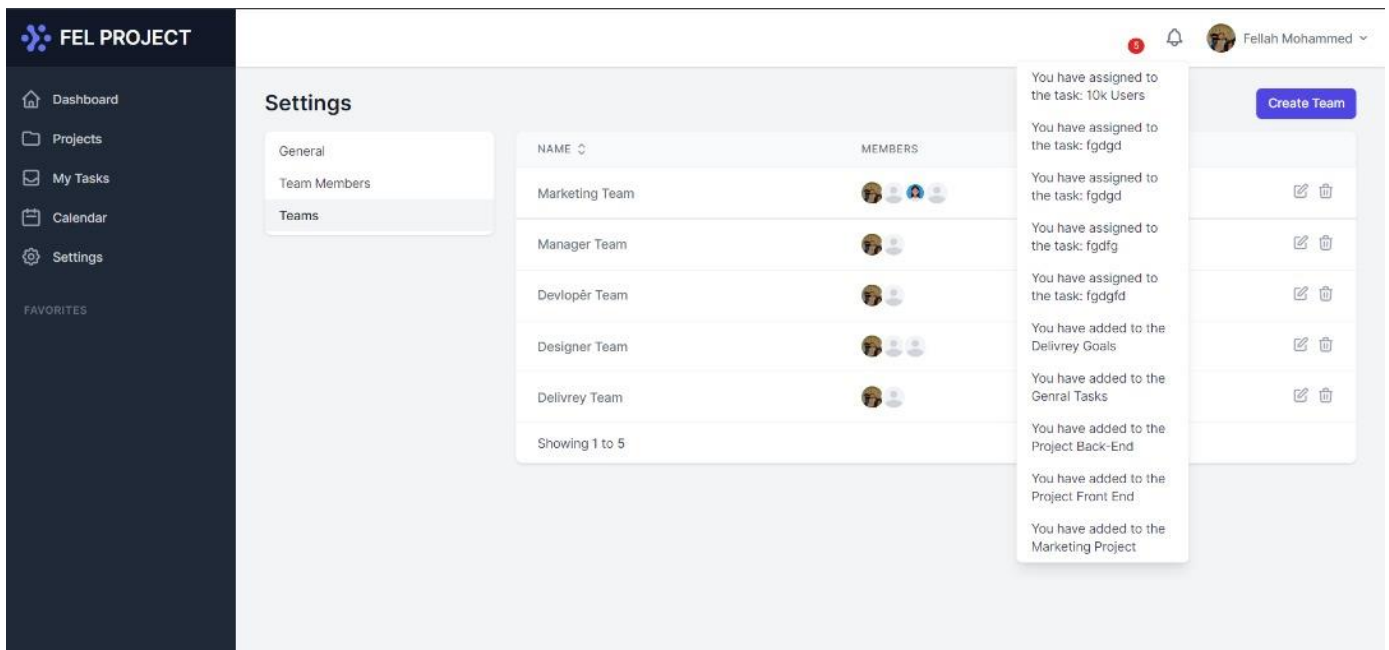 FEL PROJECT
5
Fellah Mohammed
Dashboard
Projects
My Tasks
Calendar
Settings
FAVORITES
Settings
Create Team
General
Team Members
Teams
NAME
MEMBERS
Marketing Team
Manager Team
Devlopêr Team
Designer Team
Delivrey Team
Showing 1 to 5
You have assigned to
the task: 10k Users
You have assigned to
the task: fgdgd
You have assigned to
the task: fgdgd
You have assigned to
the task: fgdfg
You have assigned to
the task: fgdgfd
You have added to the
Delivrey Goals
You have added to the
Genral Tasks
You have added to the
Project Back-End
You have added to the
Project Front End
You have added to the
Marketing Project